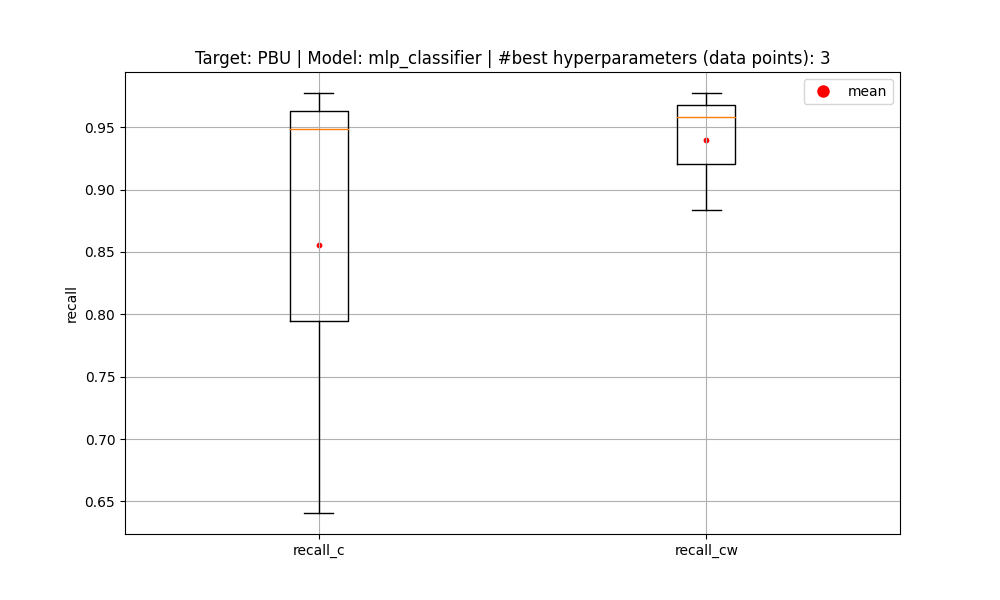 Target: PBU | Model: mlp_classifier | #best hyperparameters (data points): 3
mean
0.95
0.90
0.85
0.80
0.75
0.70
0.65
recall
recall_c
recall_cw